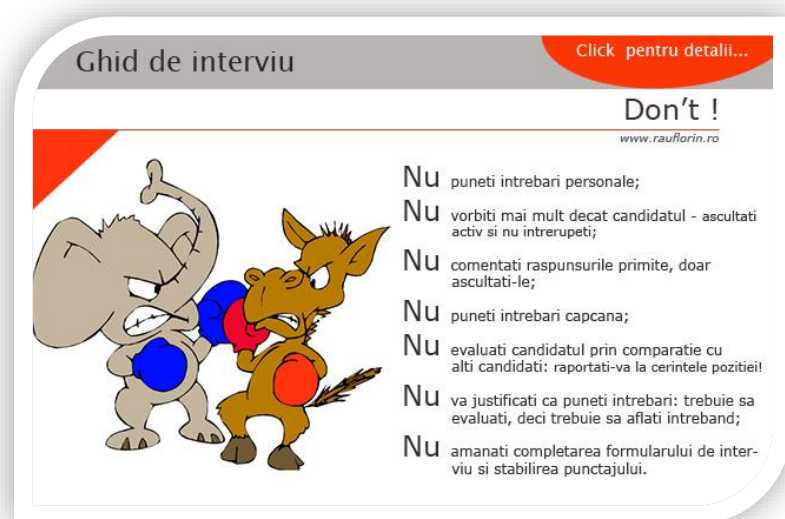 Ghid de interviu
Click pentru detalii...
Don't !
www.rauflorin.ro
Nu puneti intrebari personale;
Nu vorbiti mai mult decat candidatul - ascultati
activ si nu intrerupeti;
Nu comentati raspunsurile primite, doar
ascultati-le;
Nu puneti intrebari capcana;
Nu evaluati candidatul prin comparatie cu
alti candidati: raportati-va la cerintele pozitiei!
Nu va justificati ca puneti intrebari: trebuie sa
evaluati, deci trebuie sa aflati intreband;
Nu amanati completarea formularului de inter-
viu si stabilirea punctajului.